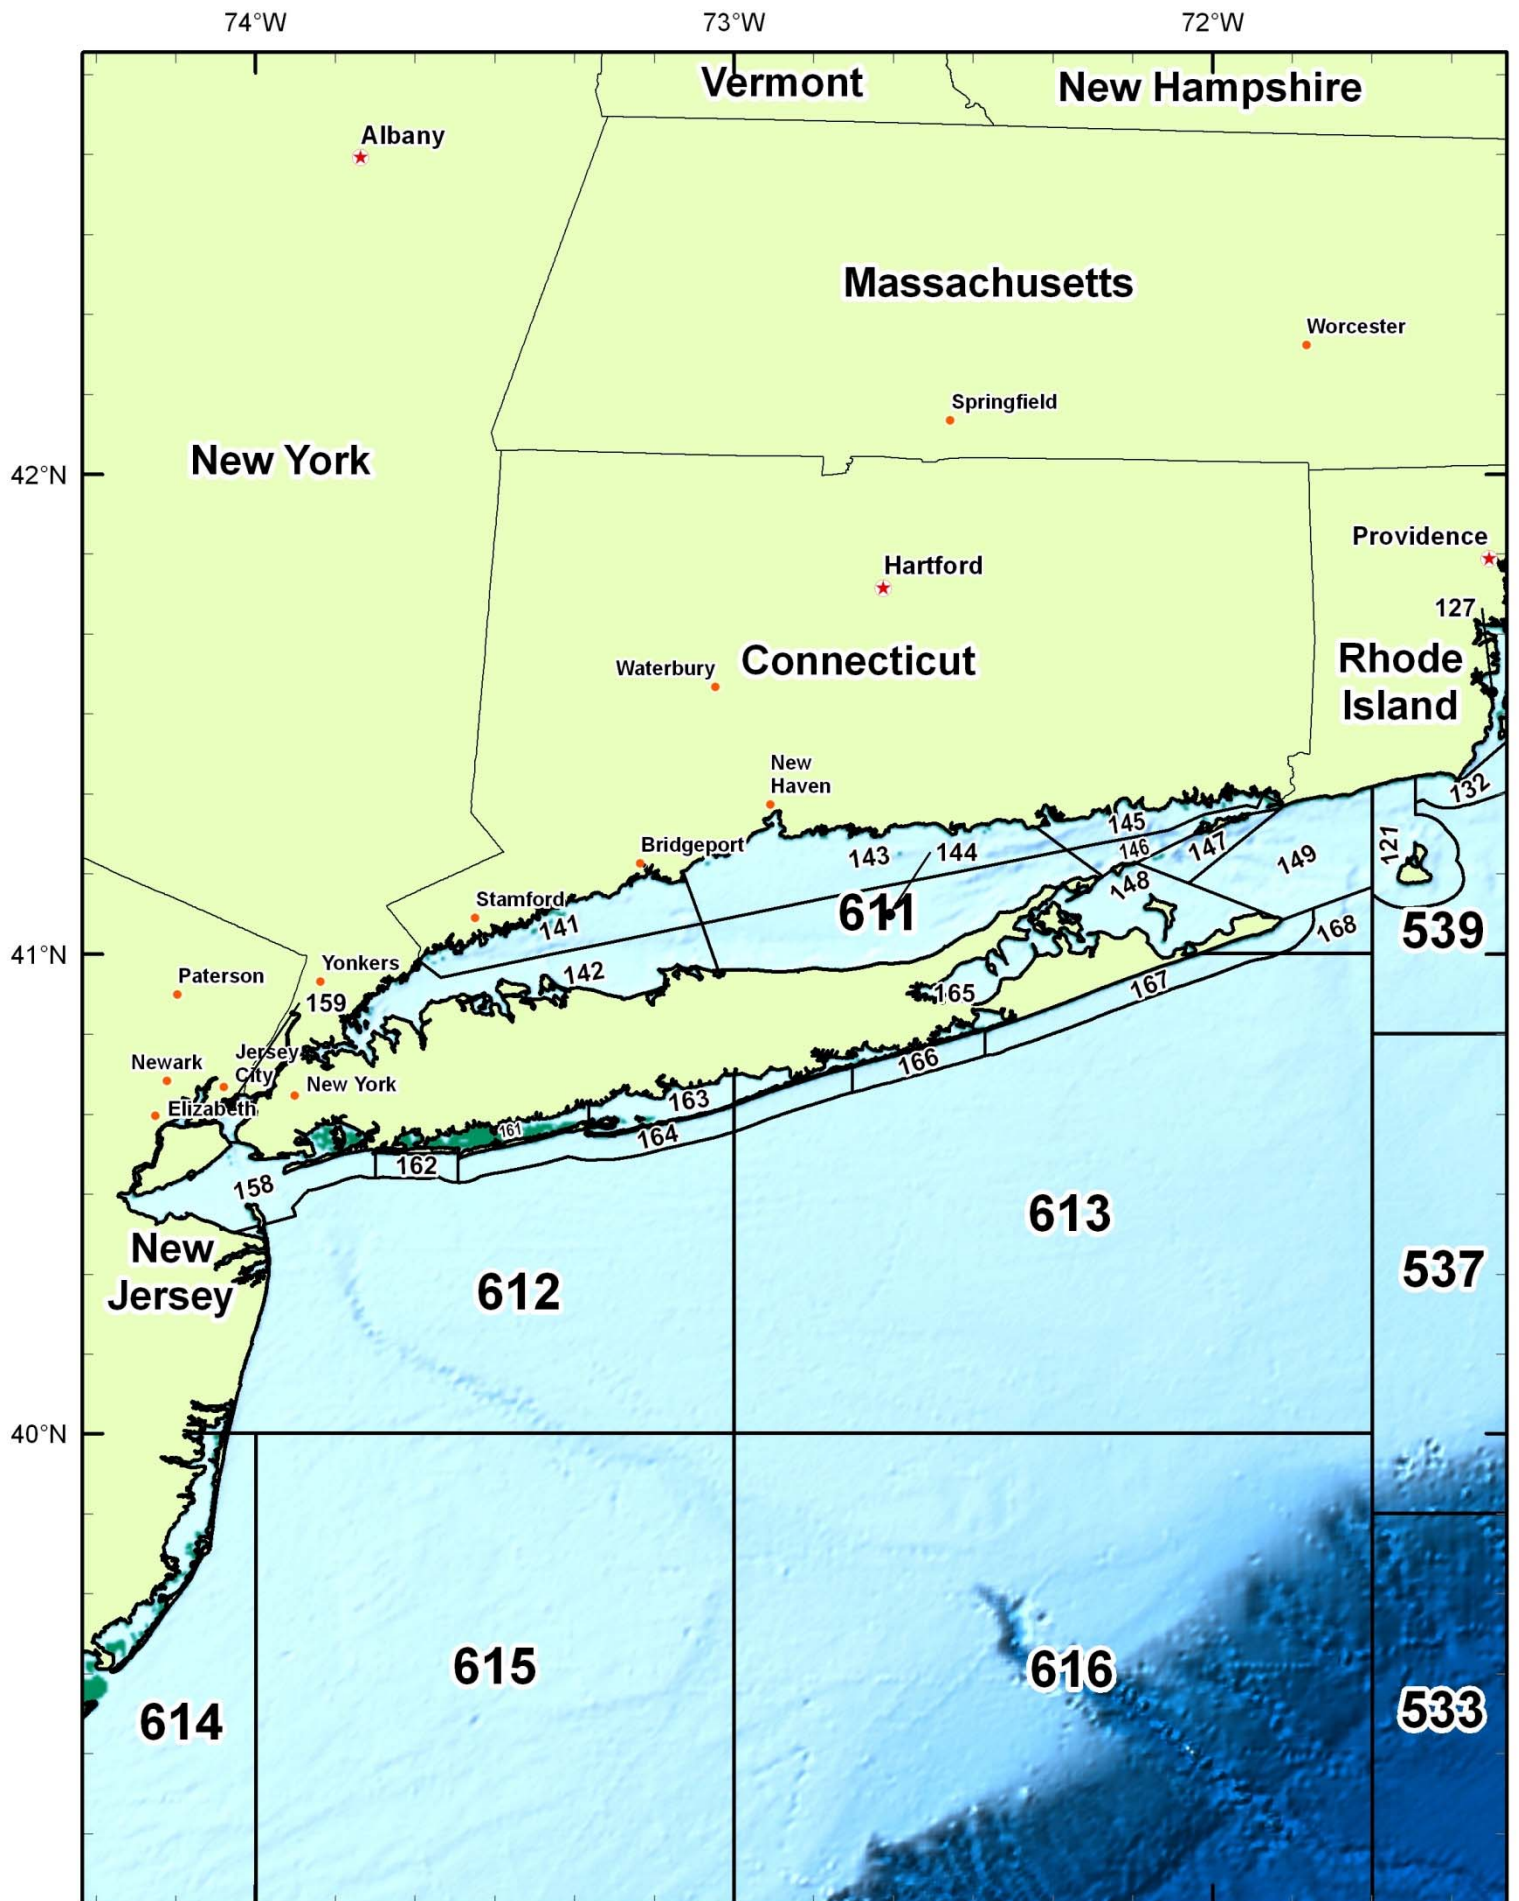 74°W
73°W
72°W
Vermont
New Hampshire
Albany
Massachusetts
Worcester
Springfield
New York
42°N
Providence
Hartford
127
Connecticut
Waterbury
Rhode
Island
New
Haven
132
Bridgeport
145
143
144
146
147
149
121
148
Stamford
141
611
168
539
41°N
Paterson
Yonkers
142
159
165
167
Newark
Jersey
City
New York
166
Elizabeth
163
161
164
162
158
613
New
Jersey
612
537
40°N
615
616
614
533